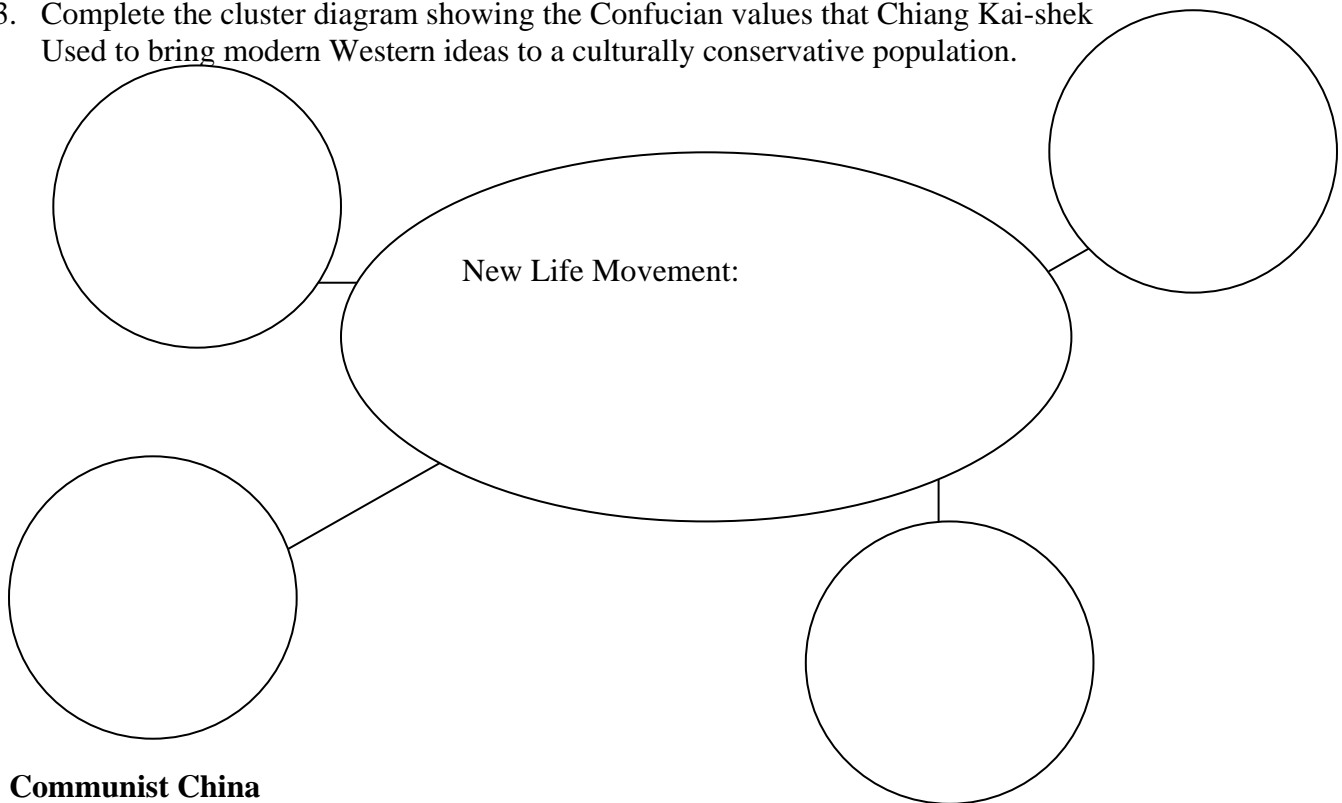 3. Complete the cluster diagram showing the Confucian values that Chiang Kai-shek
Used to bring modern Western ideas to a culturally conservative population.
New Life Movement:
Communist China